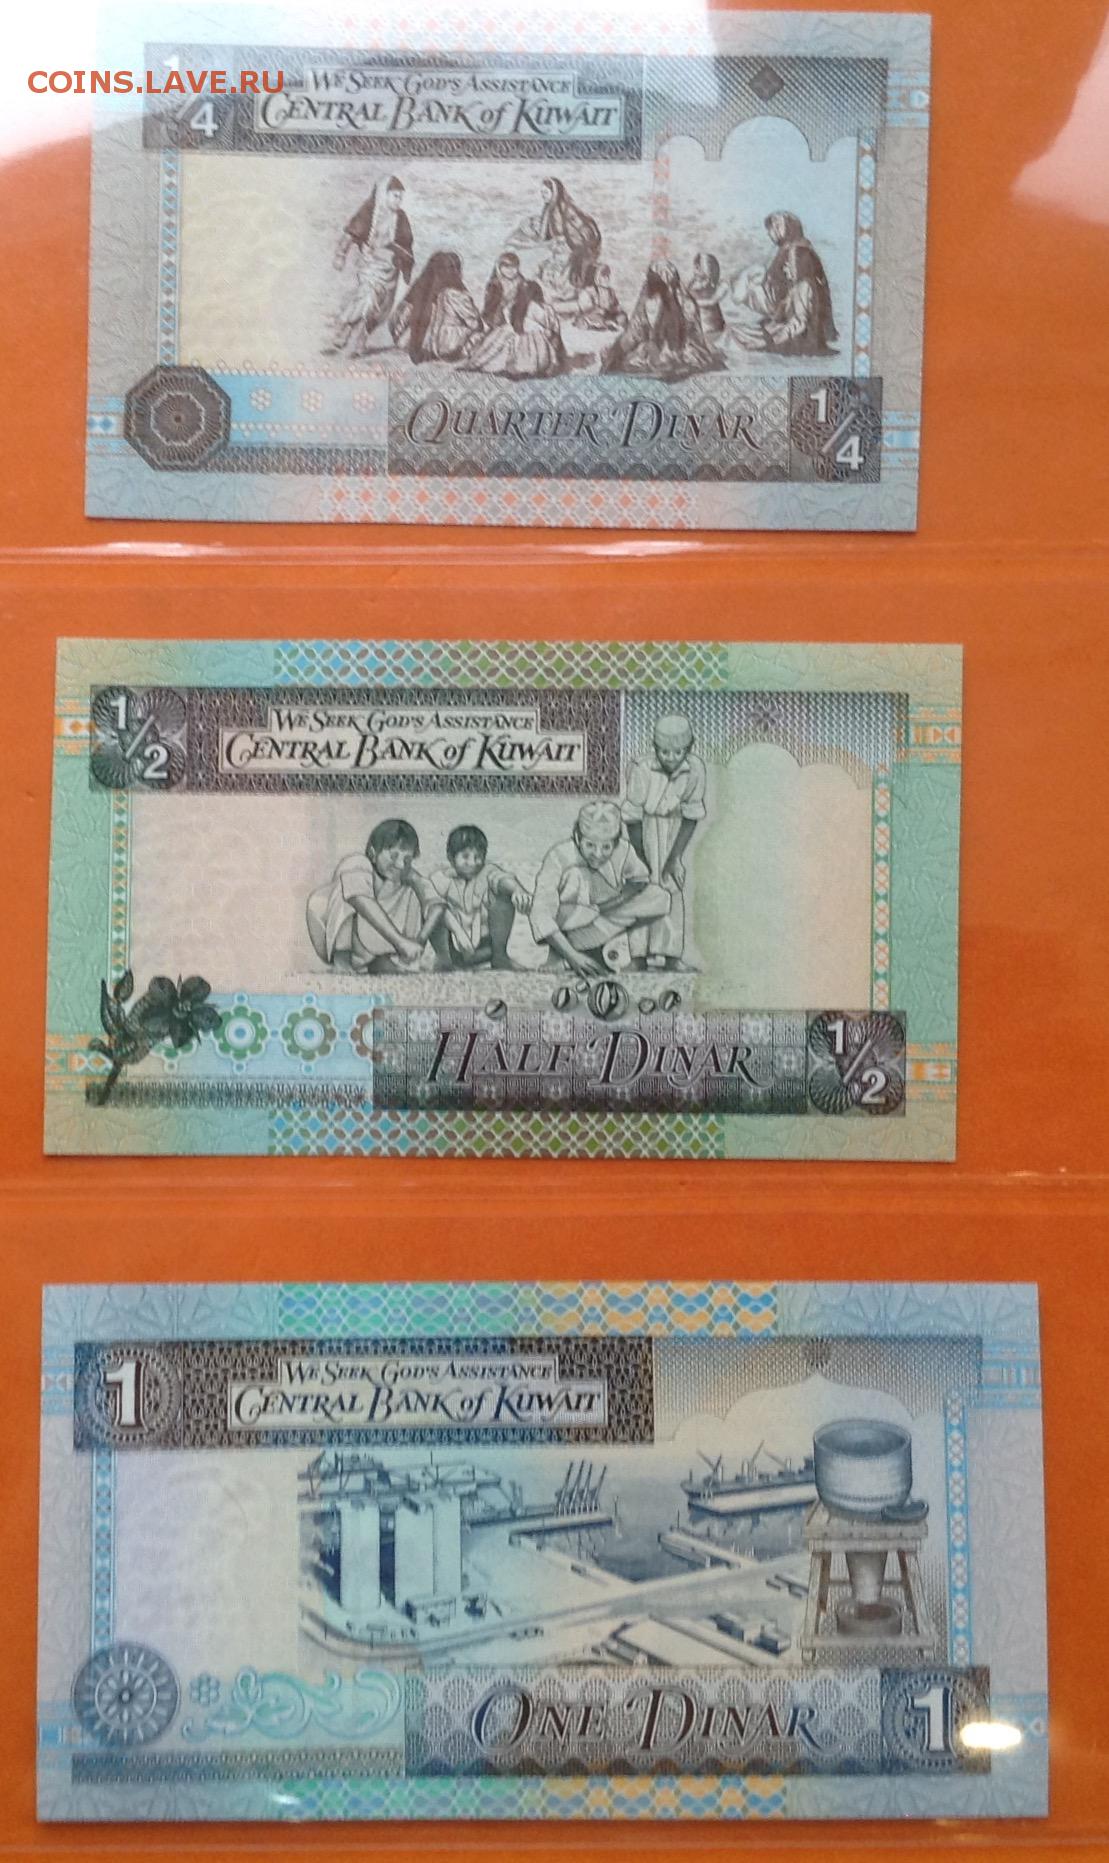 COINS.LAVE.RU
1/4
WE SEEK GOD'S ASSISTANCE
CENTRAL BANK of KUWAIT
QUARTER DINAR
1/4
1/2
WE SEEK GOD'S ASSISTANCE
CENTRAL BANK of KUWAIT
HALF DINAR
1/2
1
WE SEEK GOD'S ASSISTANCE
CENTRAL BANK of KUWAIT
ONE DINAR
1